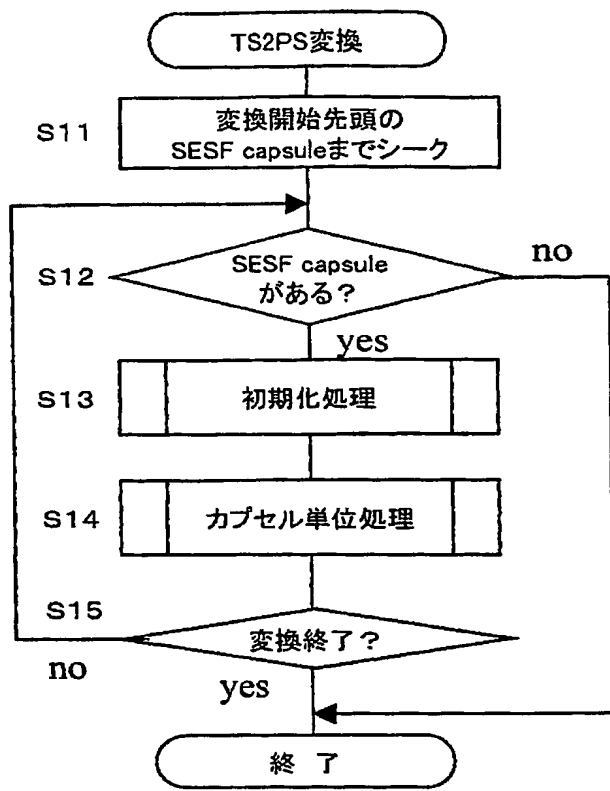 TS2PS変換
S11
変換開始先頭の
SESF capsuleまでシーク
S12
SESF capsule
がある？
no
yes
S13
初期化処理
S14
カプセル単位処理
S15
変換終了？
no
yes
終 了